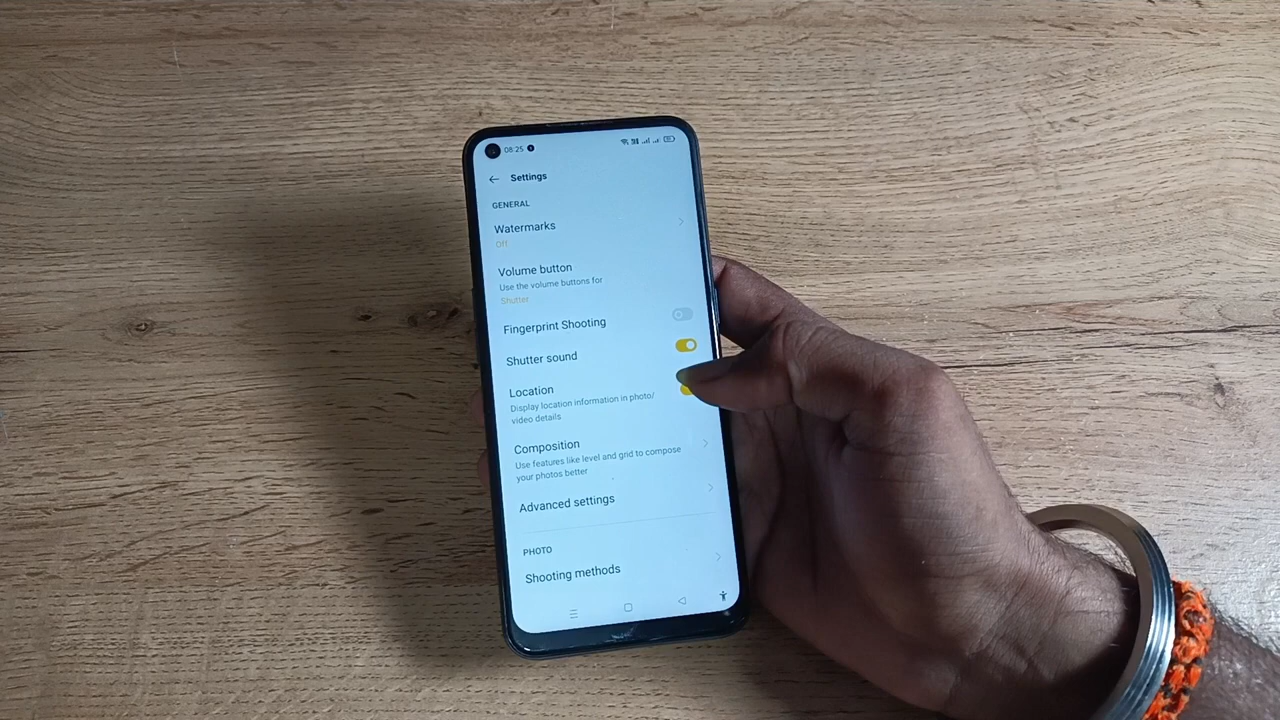 08:25
Settings
GENERAL
Watermarks
Off
Volume button
Use the volume buttons for
Shutter
Fingerprint Shooting
Shutter sound
Location
Display location information in photo/
video details
Composition
Use features like level and grid to compose
your photos better
Advanced settings
PHOTO
Shooting methods